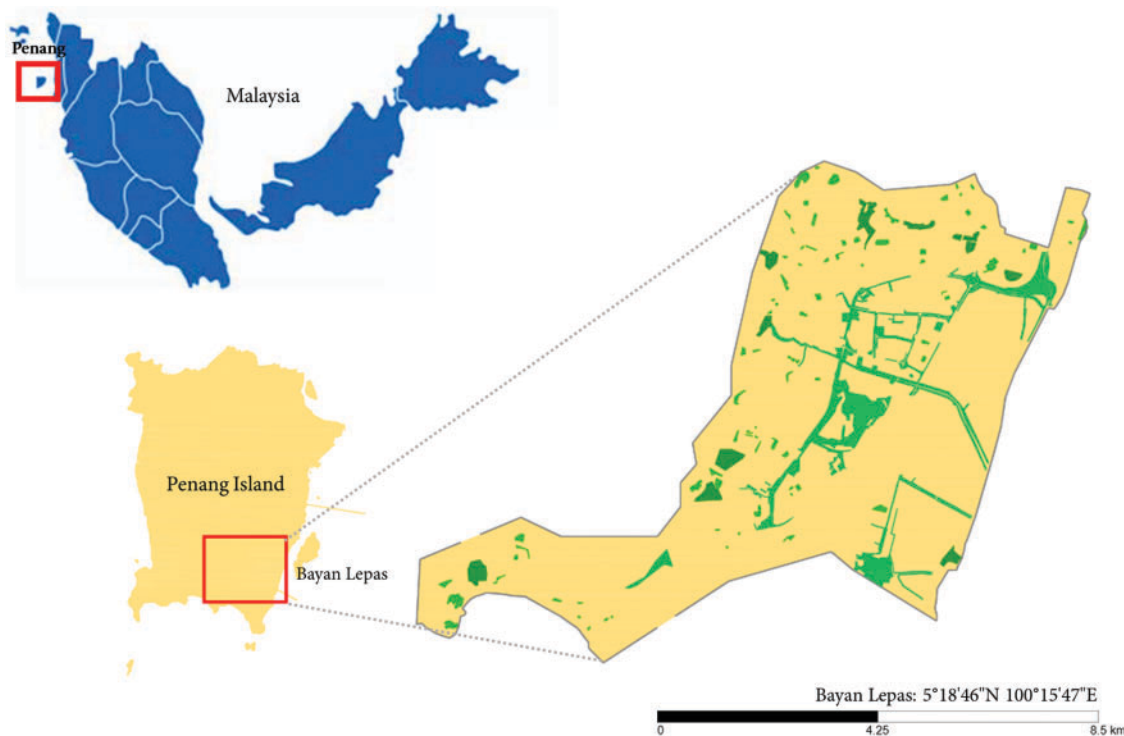 Penang
Malaysia
Penang Island
Bayan Lepas
Bayan Lepas: 5°18'46"N 100°15'47"E
0 4.25 8.5 km